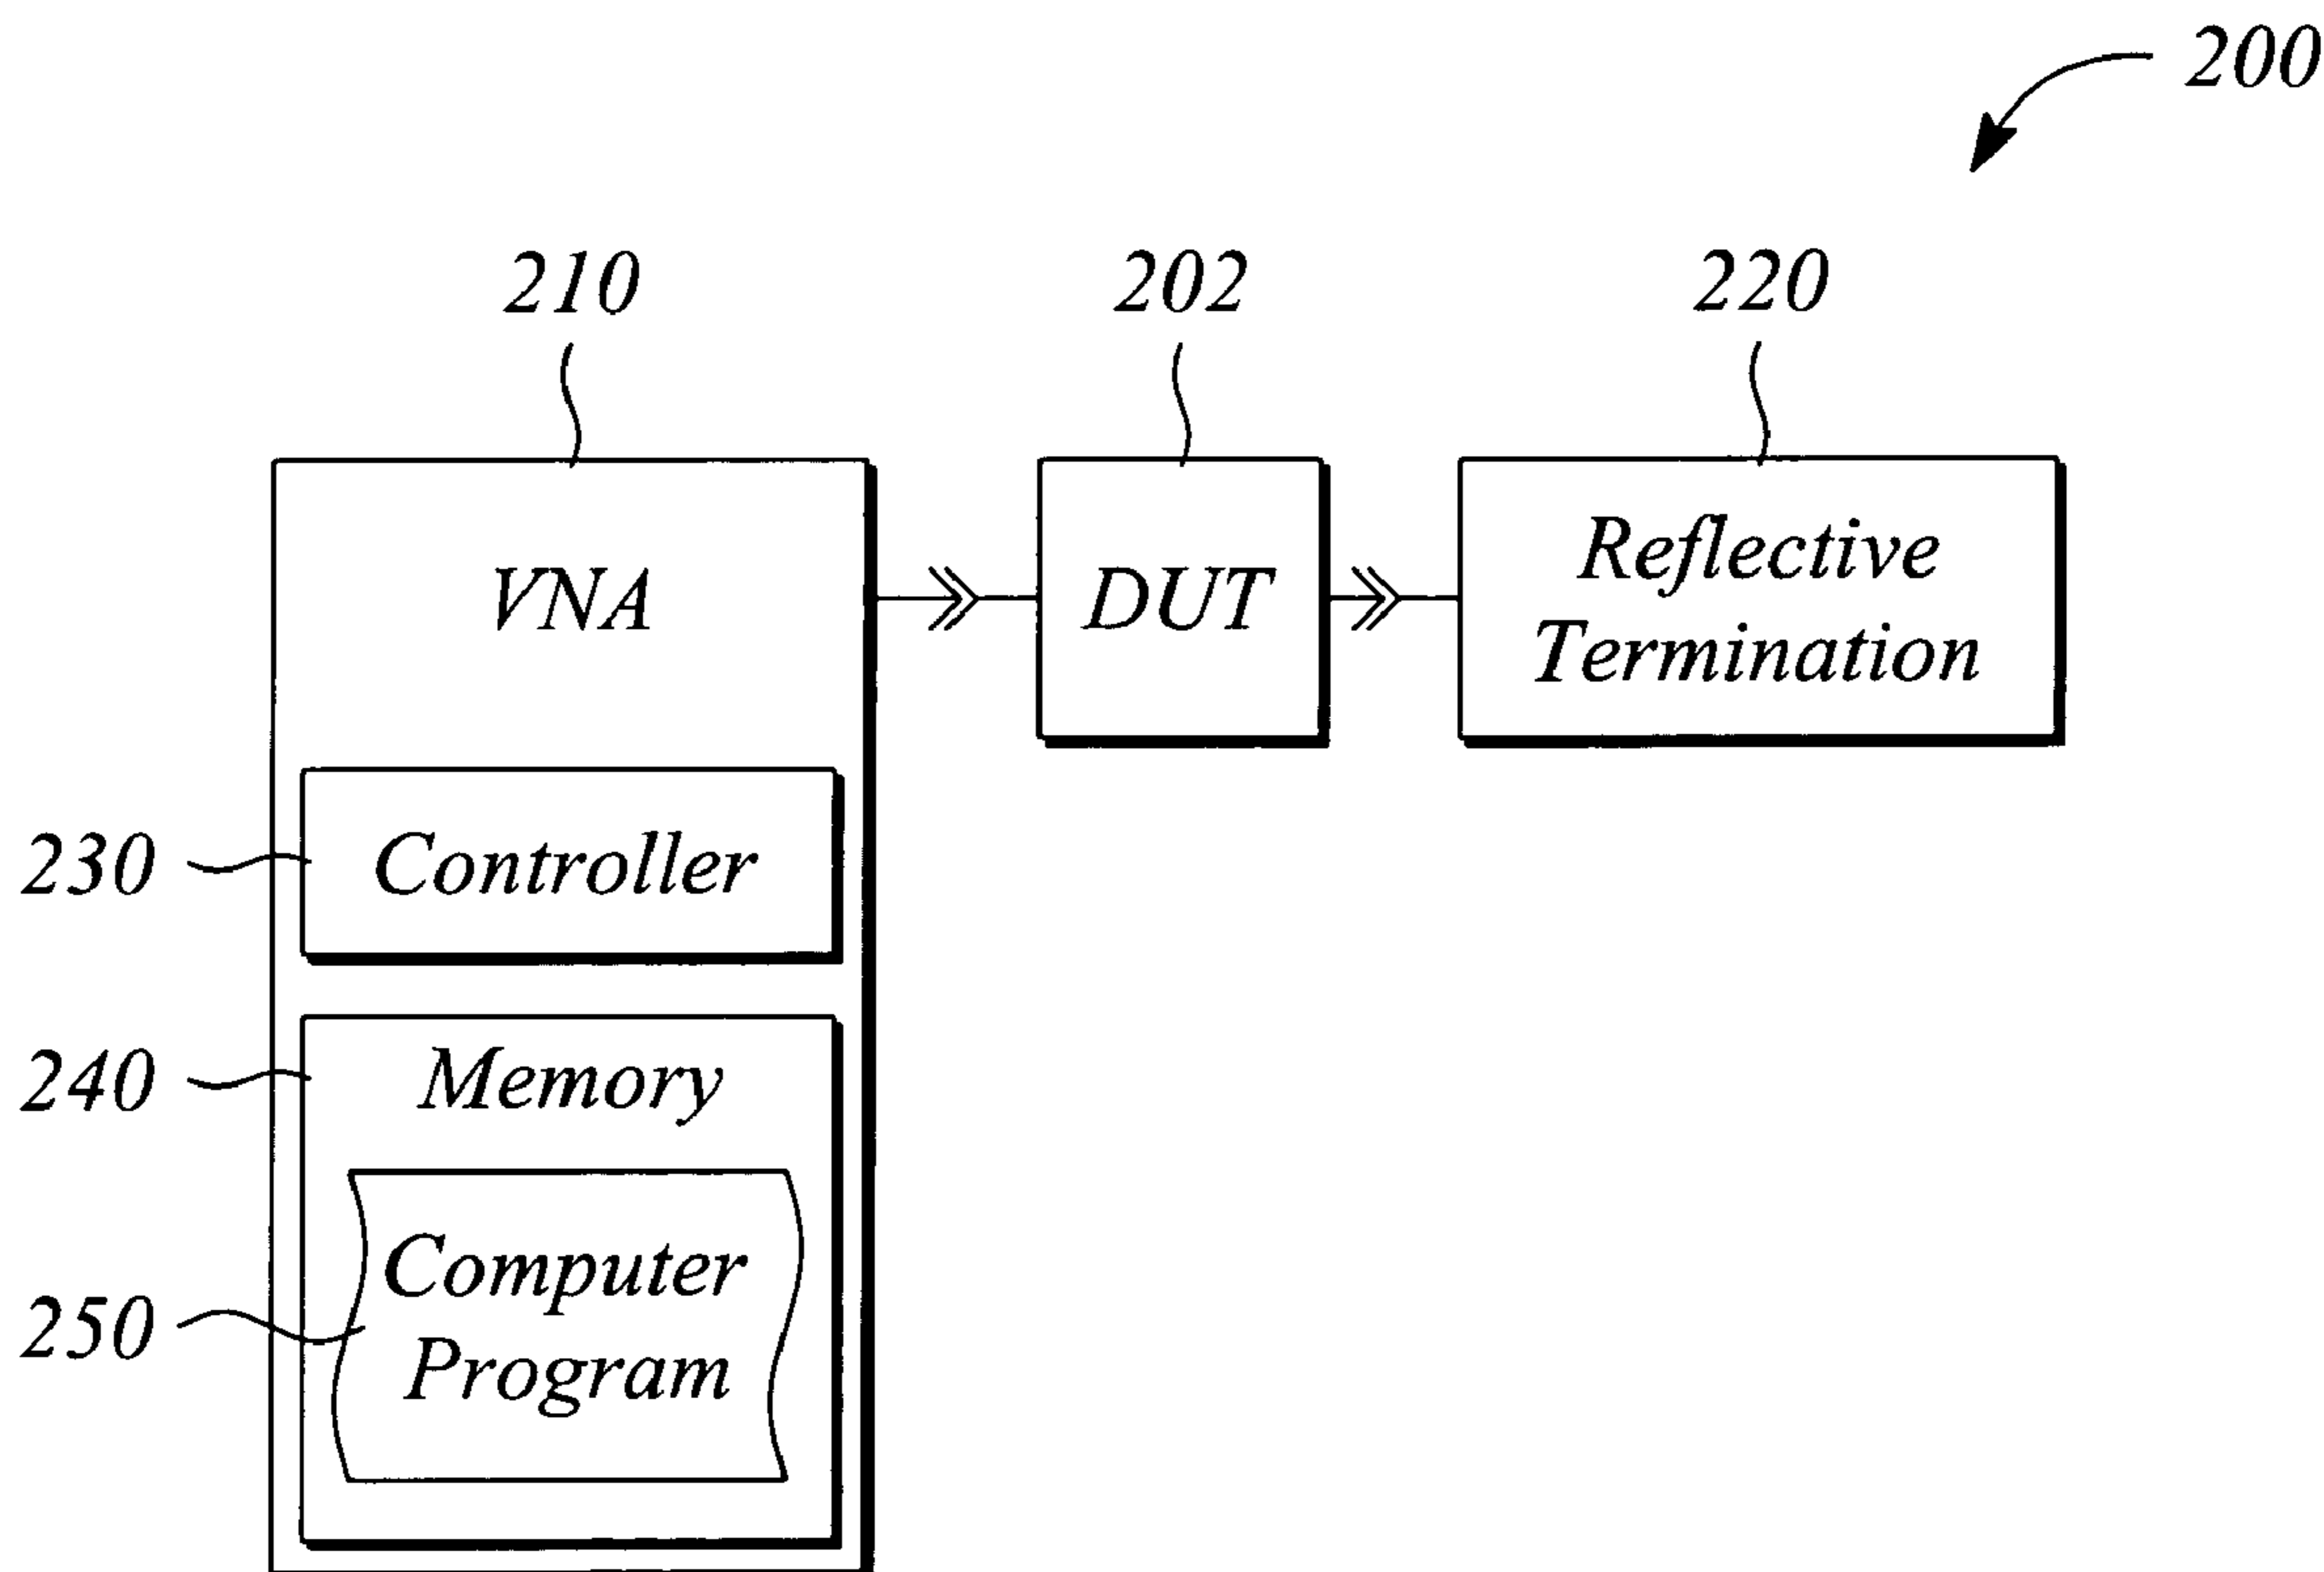 200
210
202
220
VNA
DUT
Reflective
Termination
230
Controller
240
Memory
250
Computer
Program